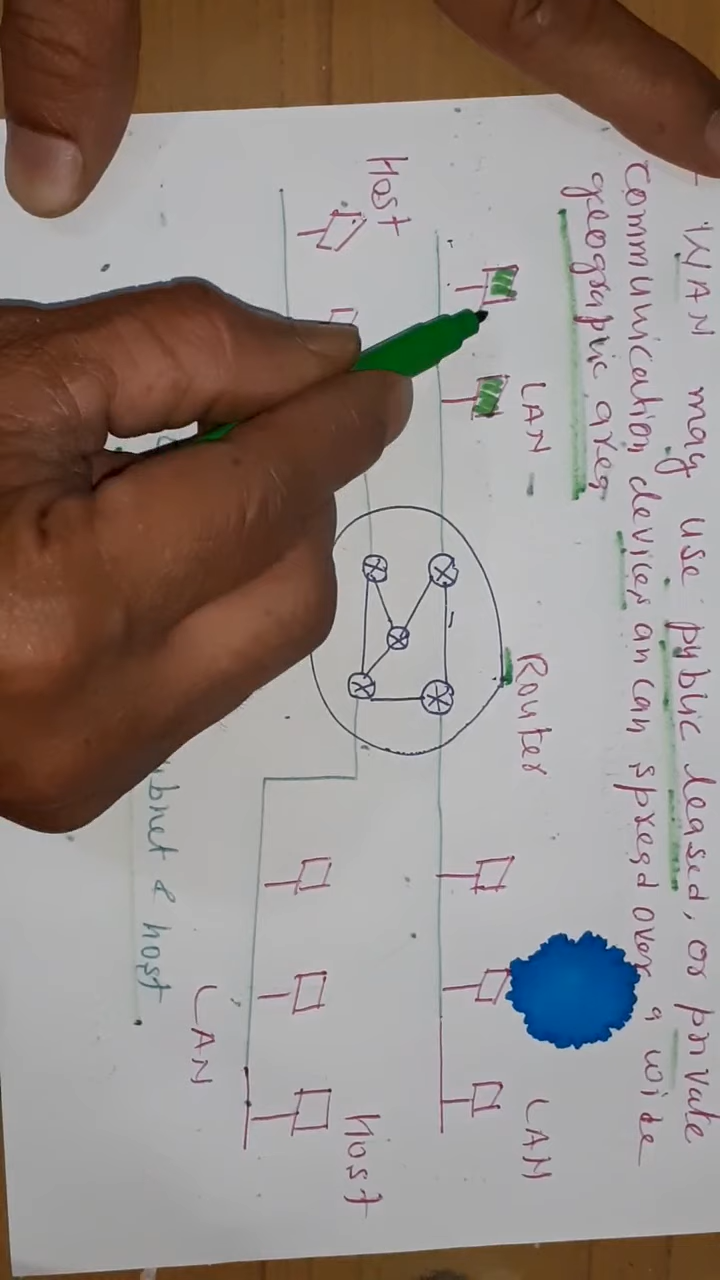 - WAN may use public leased, or private
communication devices an can spread over a wide
geographic area
LAN
Router
LAN
Host
Host
LAN
subnet & host